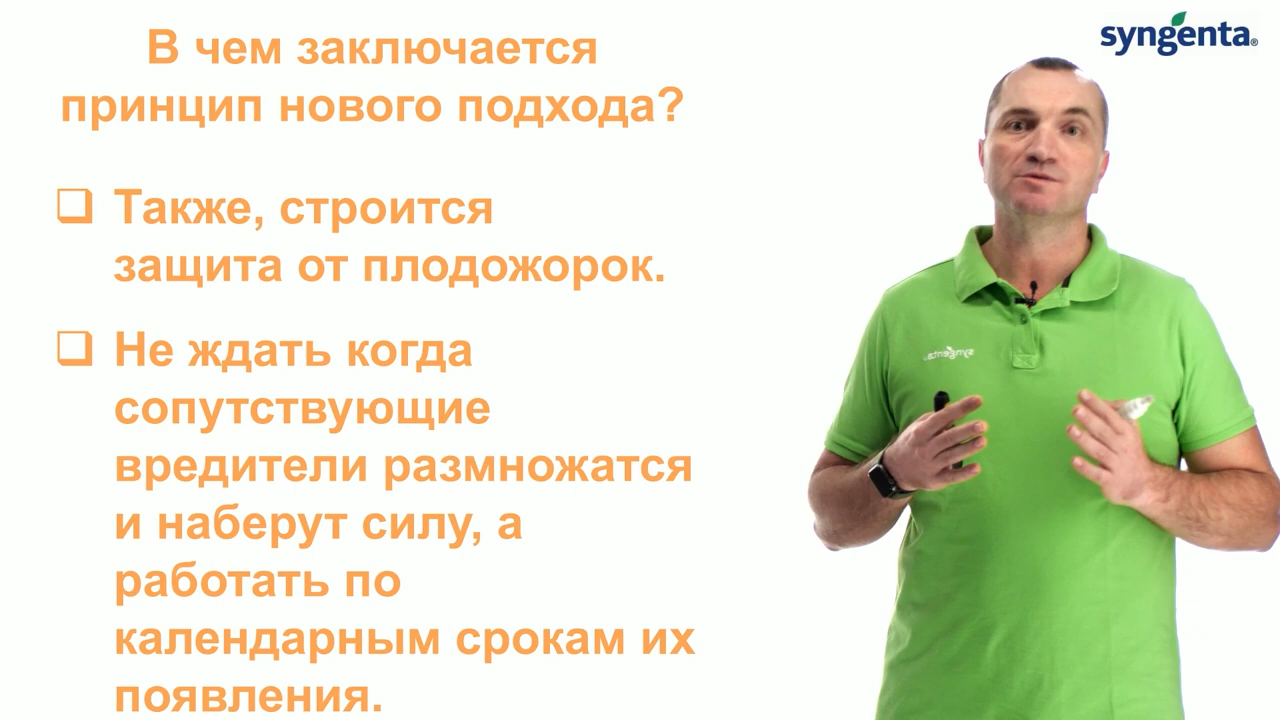 В чем заключается
принцип нового подхода?
Также, строится
защита от плодожорок.
Не ждать когда
сопутствующие
вредители размножатся
и наберут силу, а
работать по
календарным срокам их
появления.
syngenta®
syngenta